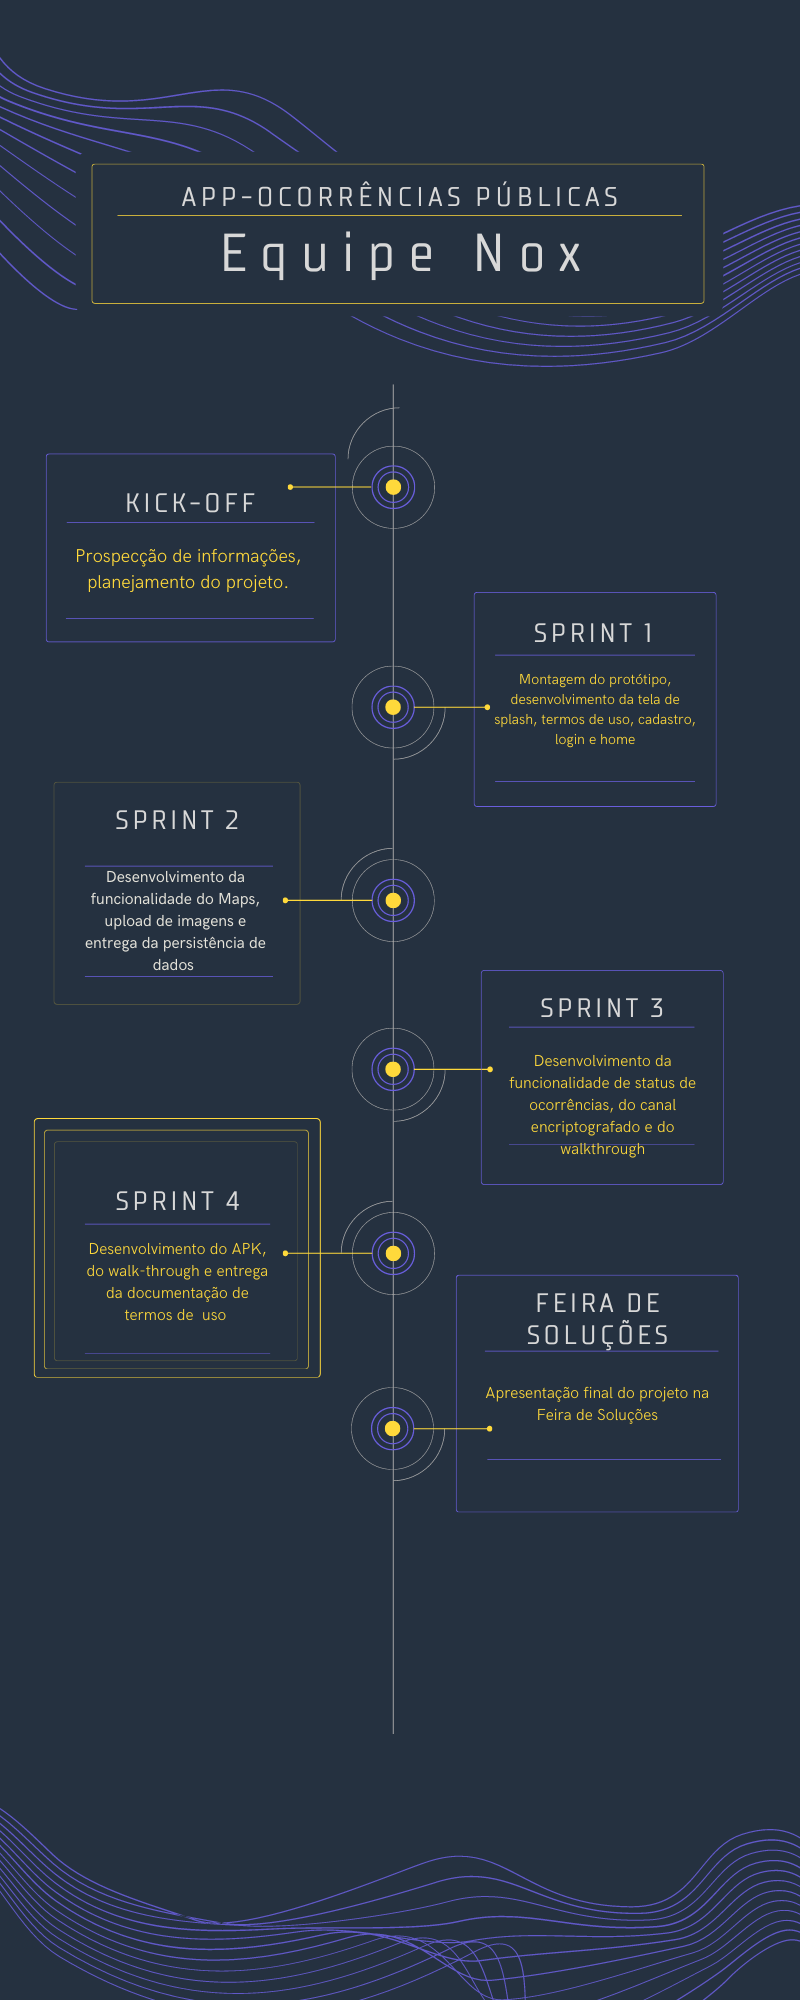 APP-OCORRÊNCIAS PÚBLICAS
Equipe Nox
KICK-OFF
Prospecção de informações,
planejamento do projeto.
SPRINT 1
Montagem do protótipo,
desenvolvimento da tela de
splash, termos de uso, cadastro,
login e home
SPRINT 2
Desenvolvimento da
funcionalidade do Maps,
upload de imagens e
entrega da persistência de
dados
SPRINT 3
Desenvolvimento da
funcionalidade de status de
ocorrências, do canal
encriptografado e do
walkthrough
SPRINT 4
Desenvolvimento do APK,
do walk-through e entrega
da documentação de
termos de  uso
FEIRA DE
SOLUÇÕES
Apresentação final do projeto na
Feira de Soluções